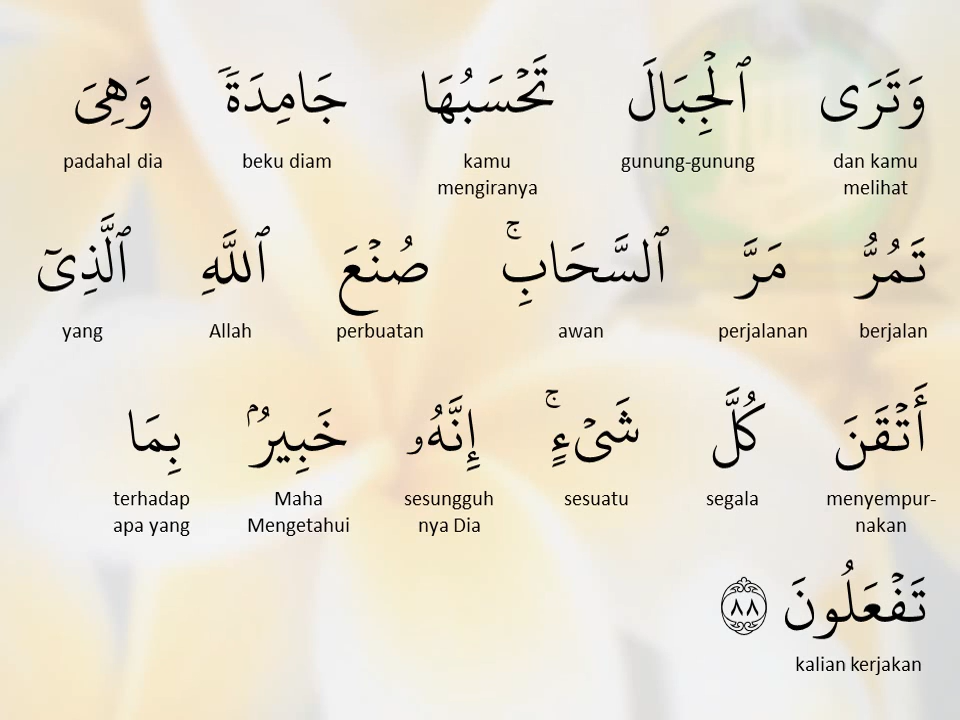 وَتَرَى ٱلْجِبَالَ تَحْسَبُهَا جَامِدَةً وَهِىَ
dan kamu melihat gunung-gunung kamu mengiranya beku diam padahal dia
تَمُرُّ مَرَّ ٱلسَّحَابِ ۚ صُنْعَ ٱللَّهِ ٱلَّذِىٓ
berjalan perjalanan awan perbuatan Allah yang
أَتْقَنَ كُلَّ شَىْءٍ ۚ إِنَّهُۥ خَبِيرٌۢ بِمَا
menyempur-nakan segala sesuatu sesungguh nya Dia Maha Mengetahui terhadap apa yang
تَفْعَلُونَ ٨٨
kalian kerjakan